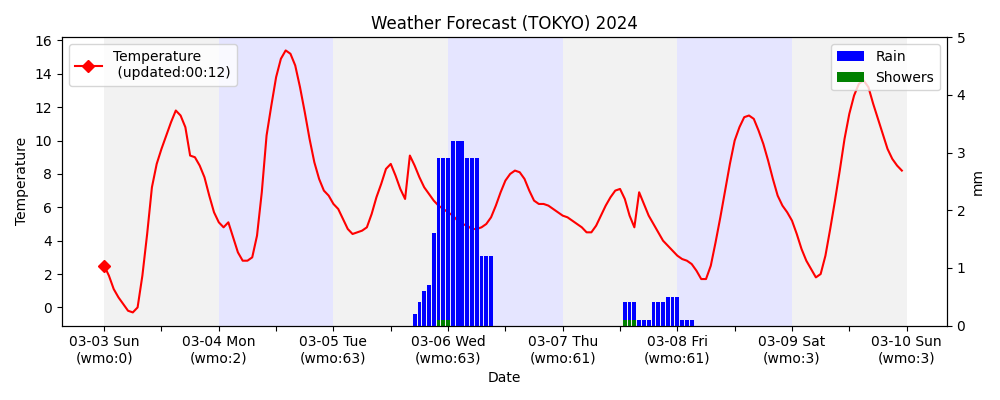 Weather Forecast (TOKYO) 2024
Temperature
(updated:00:12)
Rain
Showers
Temperature
16
14
12
10
8
6
4
2
0
5
4
3
2
1
0
mm
03-03 Sun
(wmo:0)
03-04 Mon
(wmo:2)
03-05 Tue
(wmo:63)
03-06 Wed
(wmo:63)
03-07 Thu
(wmo:61)
03-08 Fri
(wmo:61)
03-09 Sat
(wmo:3)
03-10 Sun
(wmo:3)
Date